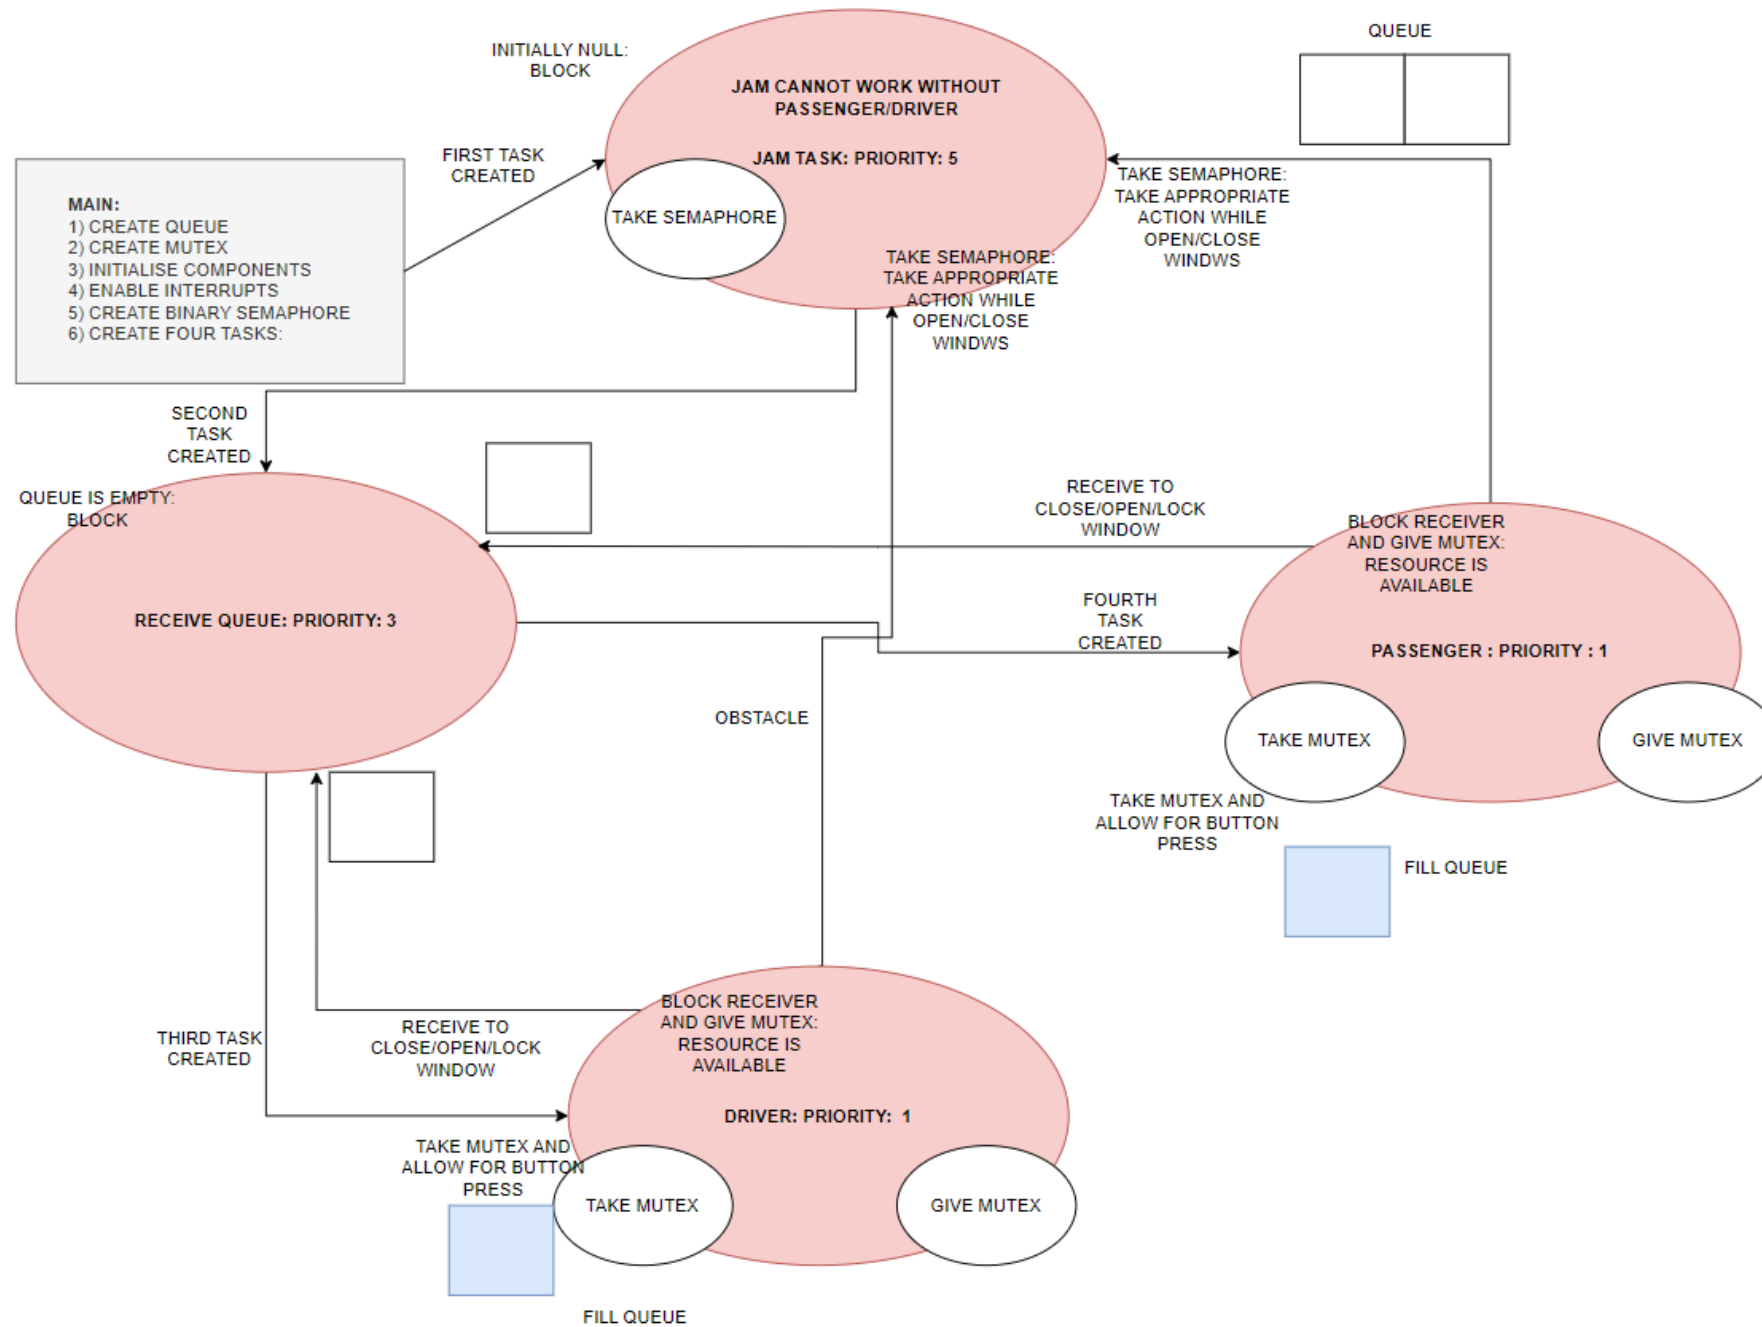 INITIALLY NULL:
BLOCK
QUEUE
JAM CANNOT WORK WITHOUT
PASSENGER/DRIVER
JAM TASK: PRIORITY: 5
TAKE SEMAPHORE
FIRST TASK
CREATED
MAIN:
1) CREATE QUEUE
2) CREATE MUTEX
3) INITIALISE COMPONENTS
4) ENABLE INTERRUPTS
5) CREATE BINARY SEMAPHORE
6) CREATE FOUR TASKS:
TAKE SEMAPHORE:
TAKE APPROPRIATE
ACTION WHILE
OPEN/CLOSE
WINDWS
TAKE SEMAPHORE:
TAKE APPROPRIATE
ACTION WHILE
OPEN/CLOSE
WINDWS
SECOND
TASK
CREATED
QUEUE IS EMPTY:
BLOCK
RECEIVE QUEUE: PRIORITY: 3
RECEIVE TO
CLOSE/OPEN/LOCK
WINDOW
BLOCK RECEIVER
AND GIVE MUTEX:
RESOURCE IS
AVAILABLE
FOURTH
TASK
CREATED
PASSENGER : PRIORITY : 1
TAKE MUTEX
GIVE MUTEX
OBSTACLE
TAKE MUTEX AND
ALLOW FOR BUTTON
PRESS
FILL QUEUE
THIRD TASK
CREATED
RECEIVE TO
CLOSE/OPEN/LOCK
WINDOW
BLOCK RECEIVER
AND GIVE MUTEX:
RESOURCE IS
AVAILABLE
DRIVER: PRIORITY: 1
TAKE MUTEX AND
ALLOW FOR BUTTON
PRESS
TAKE MUTEX
GIVE MUTEX
FILL QUEUE